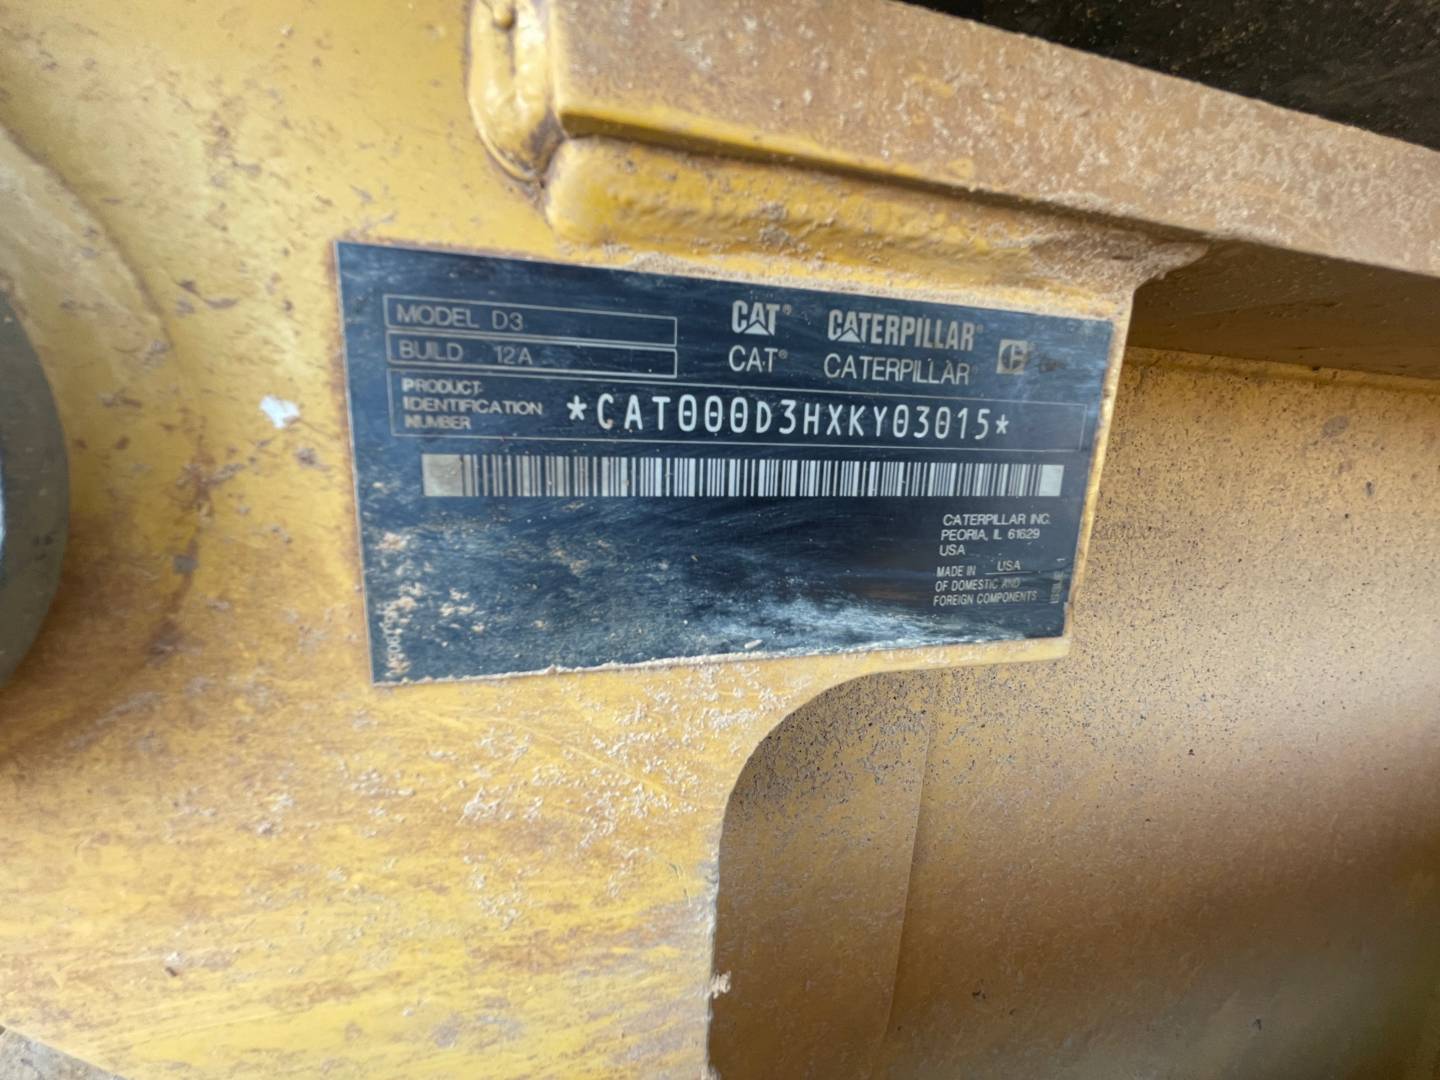 MODEL D3
BUILD 12A
CAT® CATERPILLAR®
CAT® CATERPILLAR®
PRODUCT
IDENTIFICATION
NUMBER
*CAT000D3HXKY03015*
CATERPILLAR INC.
PEORIA, IL 61629
USA
MADE IN USA
OF DOMESTIC AND
FOREIGN COMPONENTS